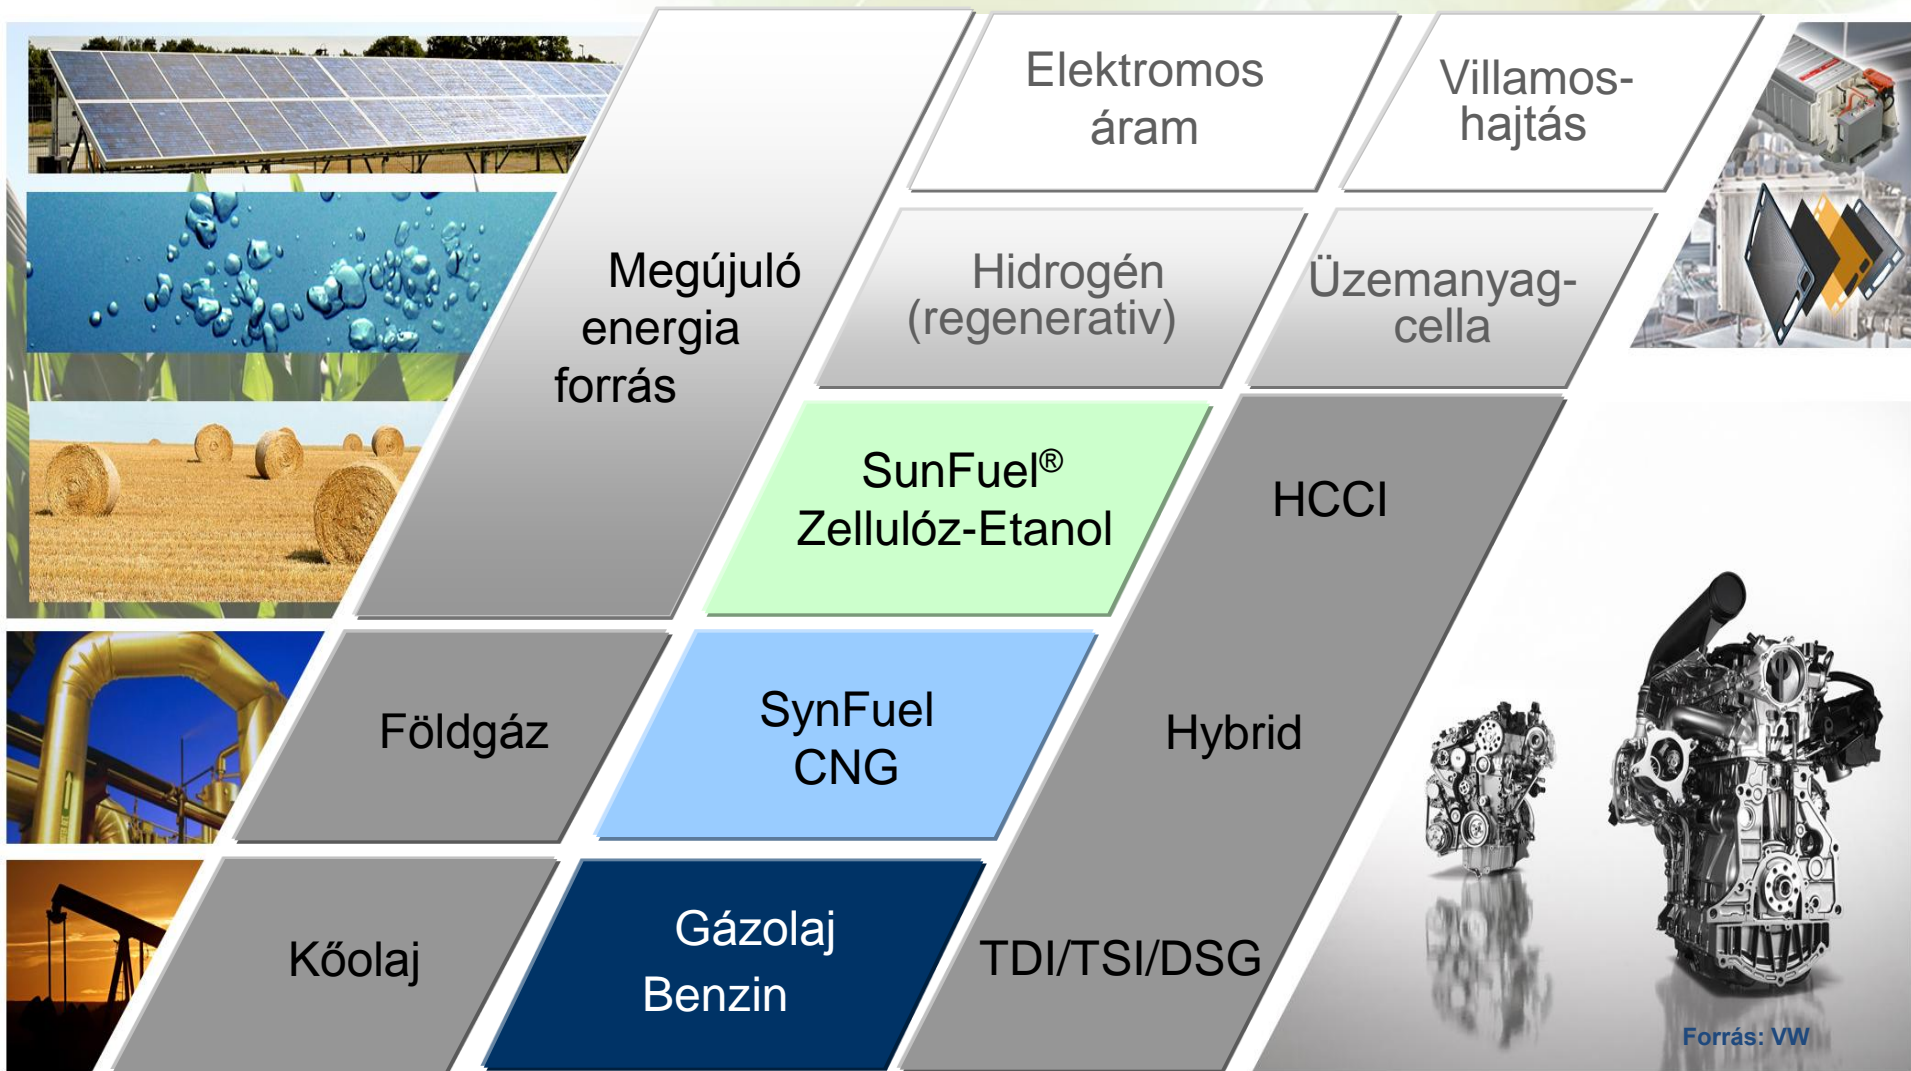 Elektromos
áram
Villamos-
hajtás
Megújuló
energia
forrás
Hidrogén
(regenerativ)
Üzemanyag-
cella
SunFuel®
Zellulóz-Etanol
HCCI
Földgáz
SynFuel
CNG
Hybrid
Kőolaj
Gázolaj
Benzin
TDI/TSI/DSG
Forrás: VW